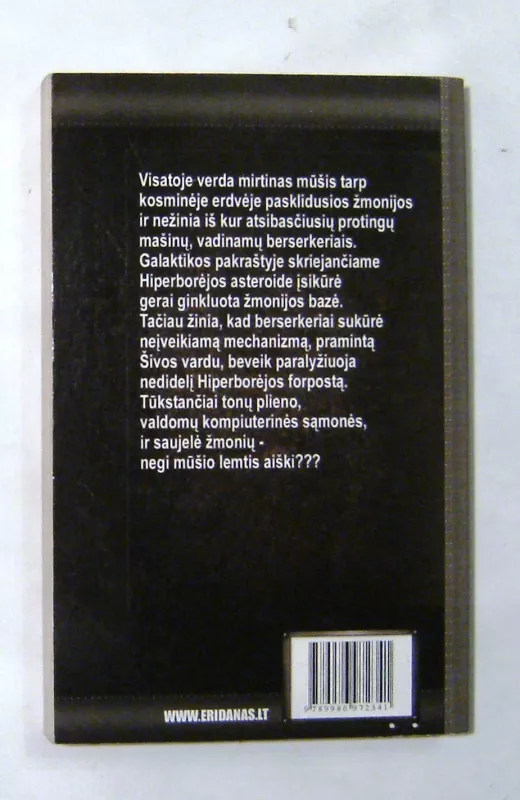 Visatoje verda mirtinas mūšis tarp
kosminėje erdvėje pasklidusios žmonijos
ir nežinia iš kur atsibasčiusių protingų
mašinų, vadinamų berserkeriais.
Galaktikos pakraštyje skriejančiame
Hiperborėjos asteroide įsikūrė
gerai ginkluota žmonijos bazė.
Tačiau žinia, kad berserkeriai sukūrė
neįveikiamą mechanizmą, pramintą
Šivos vardu, beveik paralyžiuoja
nedidelį Hiperborėjos forpostą.
Tūkstančiai tonų plieno,
valdomų kompiuterinės sąmonės,
ir saujelė žmonių -
negi mūšio lemtis aiški???
WWW.ERIDANAS.LT